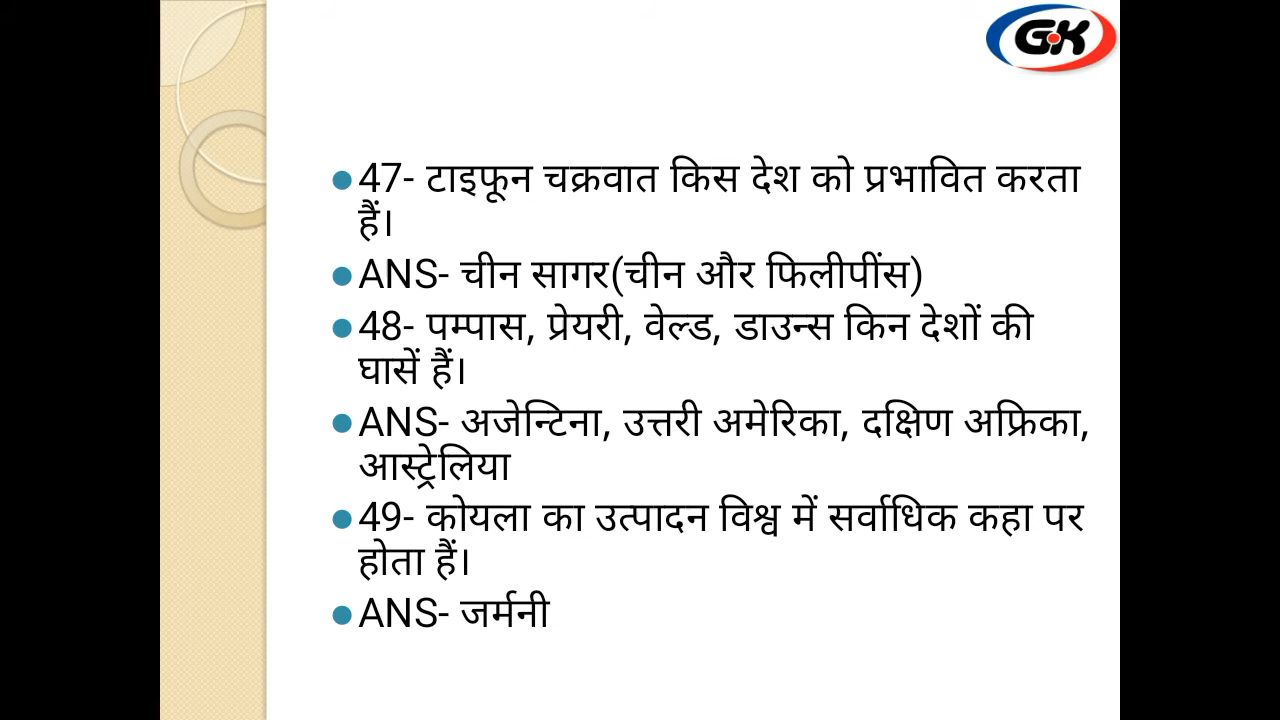 GK
47- टाइफून चक्रवात किस देश को प्रभावित करता
हैं।
ANS- चीन सागर(चीन और फिलीपींस)
48- पम्पास, प्रेयरी, वेल्ड, डाउन्स किन देशों की
घासें हैं।
ANS- अजेन्टिना, उत्तरी अमेरिका, दक्षिण अफ्रिका,
आस्ट्रेलिया
49- कोयला का उत्पादन विश्व में सर्वाधिक कहा पर
होता हैं।
ANS- जर्मनी